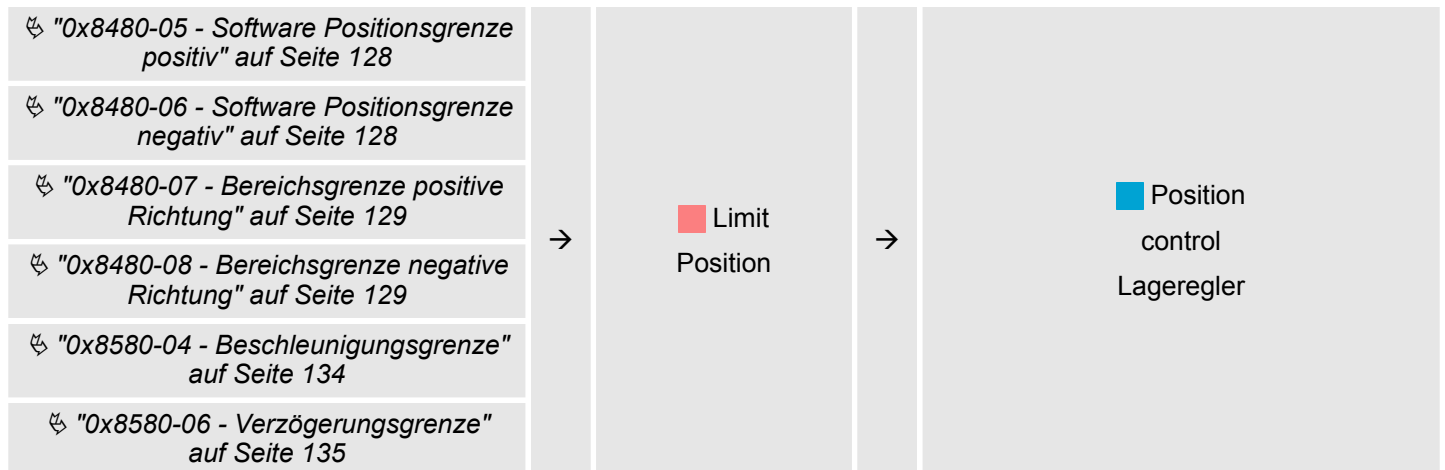 ↳ "0x8480-05 - Software Positionsgrenze
positiv" auf Seite 128
↳ "0x8480-06 - Software Positionsgrenze
negativ" auf Seite 128
↳ "0x8480-07 - Bereichsgrenze positive
Richtung" auf Seite 129
↳ "0x8480-08 - Bereichsgrenze negative
Richtung" auf Seite 129
↳ "0x8580-04 - Beschleunigungsgrenze"
auf Seite 134
↳ "0x8580-06 - Verzögerungsgrenze"
auf Seite 135
→
Limit
Position
→
Position
control
Lageregler